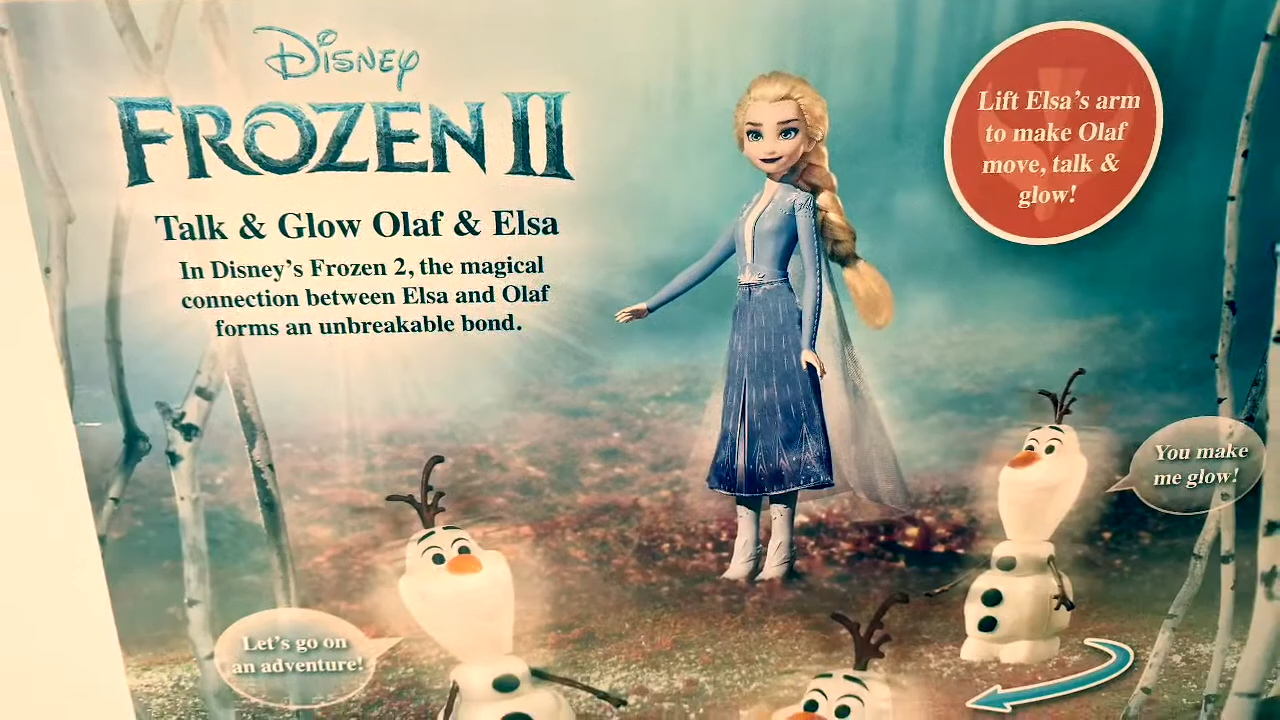 Disney
FROZEN II
Talk & Glow Olaf & Elsa
In Disney's Frozen 2, the magical
connection between Elsa and Olaf
forms an unbreakable bond.
Lift Elsa's arm
to make Olaf
move, talk &
glow!
You make
me glow!
Let's go on
an adventure!